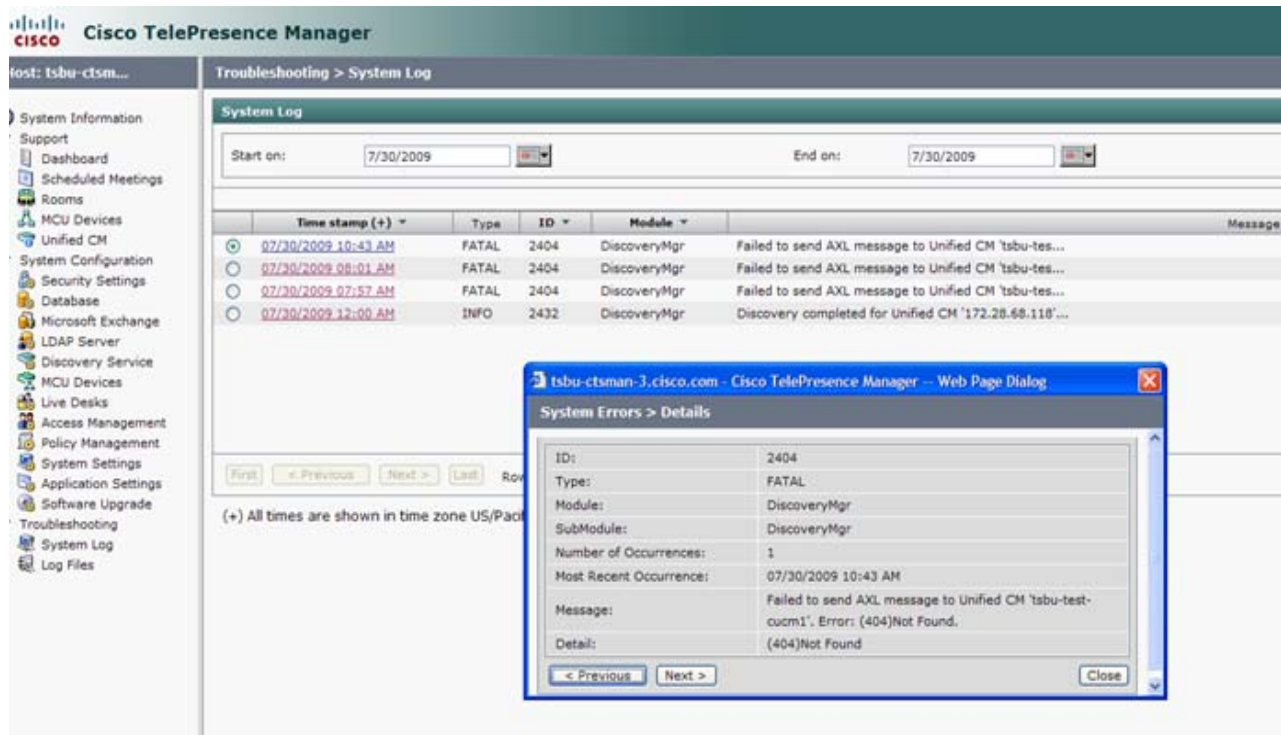 CISCO
Cisco TelePresence Manager
Host: tsbu-ctsm...
Troubleshooting > System Log
System Information
Support
Dashboard
Scheduled Meetings
Rooms
MCU Devices
Unified CM
System Configuration
Security Settings
Database
Microsoft Exchange
LDAP Server
Discovery Service
MCU Devices
Live Desks
Access Management
Policy Management
System Settings
Application Settings
Software Upgrade
Troubleshooting
System Log
Log Files
System Log
Start on: 7/30/2009 End on: 7/30/2009
Time stamp (+) Type ID Module Message
07/30/2009 10:43 AM FATAL 2404 DiscoveryMgr Failed to send AXL message to Unified CM 'tsbu-tes...
07/30/2009 08:01 AM FATAL 2404 DiscoveryMgr Failed to send AXL message to Unified CM 'tsbu-tes...
07/30/2009 07:57 AM FATAL 2404 DiscoveryMgr Failed to send AXL message to Unified CM 'tsbu-tes...
07/30/2009 12:00 AM INFO 2432 DiscoveryMgr Discovery completed for Unified CM '172.28.68.118'...
First < Previous Next > Last Row
(+) All times are shown in time zone US/Pacif
tsbu-ctsman-3.cisco.com - Cisco TelePresence Manager -- Web Page Dialog
System Errors > Details
ID: 2404
Type: FATAL
Module: DiscoveryMgr
SubModule: DiscoveryMgr
Number of Occurrences: 1
Most Recent Occurrence: 07/30/2009 10:43 AM
Message: Failed to send AXL message to Unified CM 'tsbu-test-
cucm1'. Error: (404)Not Found.
Detail: (404)Not Found
< Previous Next > Close